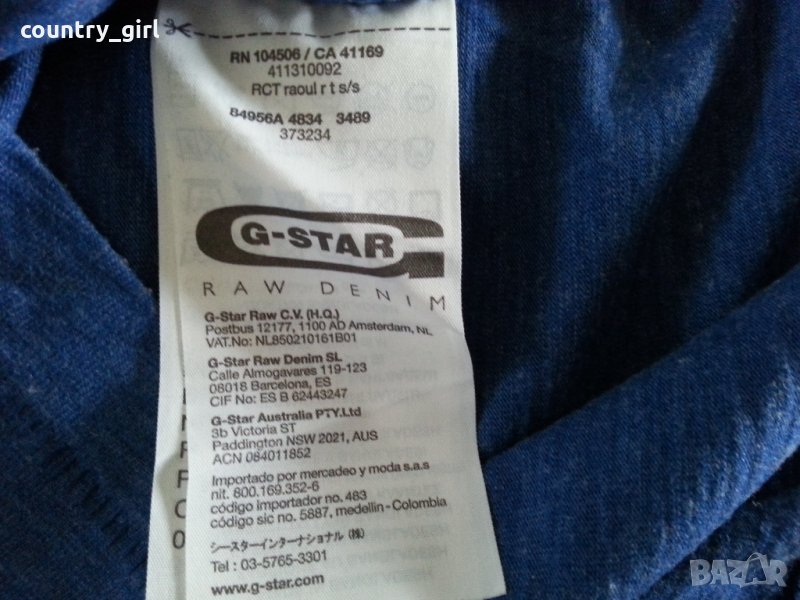 country_girl
RN 104506 / CA 41169
411310092
RCT raoul r t s/s
84956A 4834 3489
373234
G-STAR
RAW DENIM
G-Star Raw C.V. (H.Q.)
Postbus 12177, 1100 AD Amsterdam, NL
VAT.No: NL850210161B01
G-Star Raw Denim SL
Calle Almogavares 119-123
08018 Barcelona, ES
CIF No: ES B 62443247
G-Star Australia PTY.Ltd
3b Victoria ST
Paddington NSW 2021, AUS
ACN 084011852
Importado por mercadeo y moda s.a.s
nit. 800.169.352-6
código importador no. 483
código sic no. 5887, medellin - Colombia
ジースターインターナショナル (株)
Tel : 03-5765-3301
www.g-star.com
BAZAR